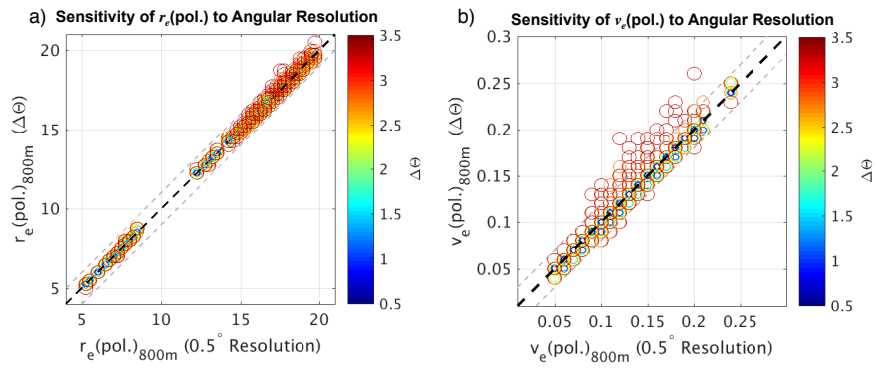 a) Sensitivity of r_e(pol.) to Angular Resolution
r_e(pol.)_800m (ΔΘ)
20
15
10
5
5 10 15 20
r_e(pol.)_800m (0.5° Resolution)
3.5
3
2.5
2
1.5
1
0.5
ΔΘ
b) Sensitivity of v_e(pol.) to Angular Resolution
v_e(pol.)_800m (ΔΘ)
0.3
0.25
0.2
0.15
0.1
0.05
0.05 0.1 0.15 0.2 0.25
v_e(pol.)_800m (0.5° Resolution)
3.5
3
2.5
2
1.5
1
0.5
ΔΘ